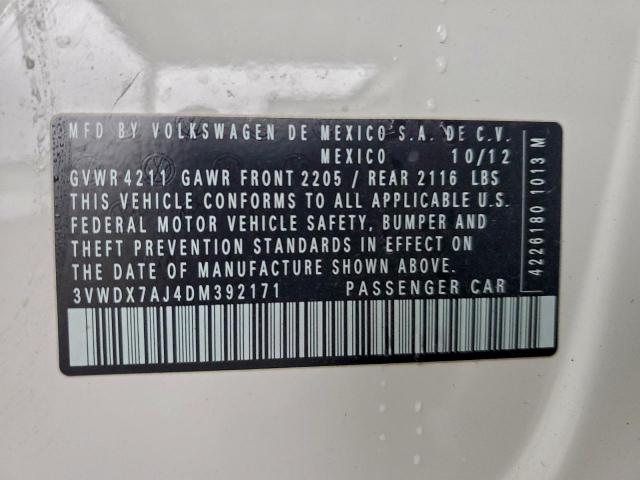 MFD BY VOLKSWAGEN DE MEXICO S.A. DE C.V.
MEXICO 10/12
GVWR 4211 GAWR FRONT 2205 / REAR 2116 LBS
THIS VEHICLE CONFORMS TO ALL APPLICABLE U.S.
FEDERAL MOTOR VEHICLE SAFETY, BUMPER AND
THEFT PREVENTION STANDARDS IN EFFECT ON
THE DATE OF MANUFACTURE SHOWN ABOVE.
3VWDX7AJ4DM392171 PASSENGER CAR
4226180 1013 M